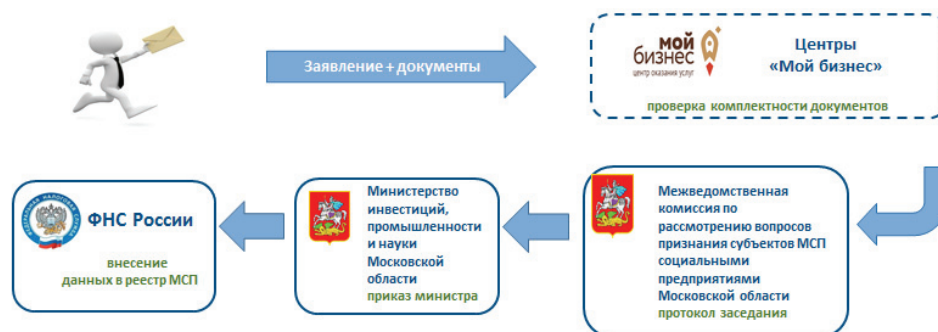 Заявление + документы
мой
бизнес
центр оказания услуг
Центры
«Мой бизнес»
проверка комплектности документов
ФНС России
внесение
данных в реестр МСП
Министерство
инвестиций,
промышленности
и науки
Московской
области
приказ министра
Межведомственная
комиссия по
рассмотрению вопросов
признания субъектов МСП
социальными
предприятиями
Московской области
протокол заседания